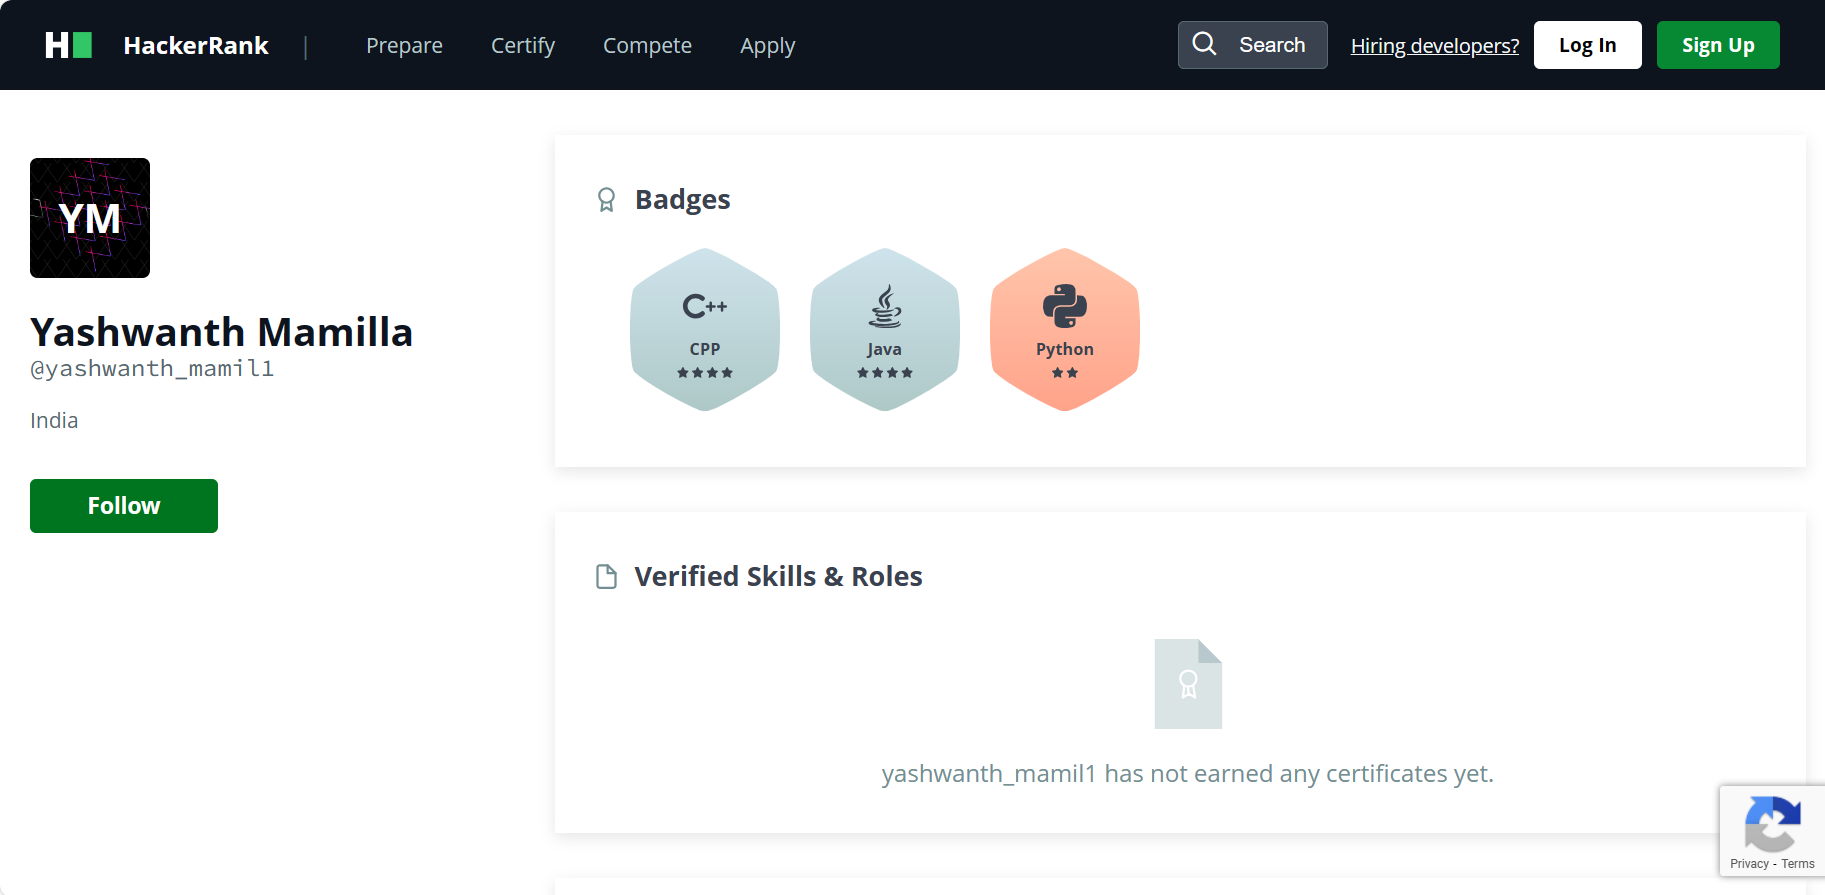 HackerRank | Prepare Certify Compete Apply Search Hiring developers? Log In Sign Up
YM
Yashwanth Mamilla
@yashwanth_mamil1
India
Follow
Badges
C++ 
CPP Java Python
Verified Skills & Roles
yashwanth_mamil1 has not earned any certificates yet.
Privacy - Terms